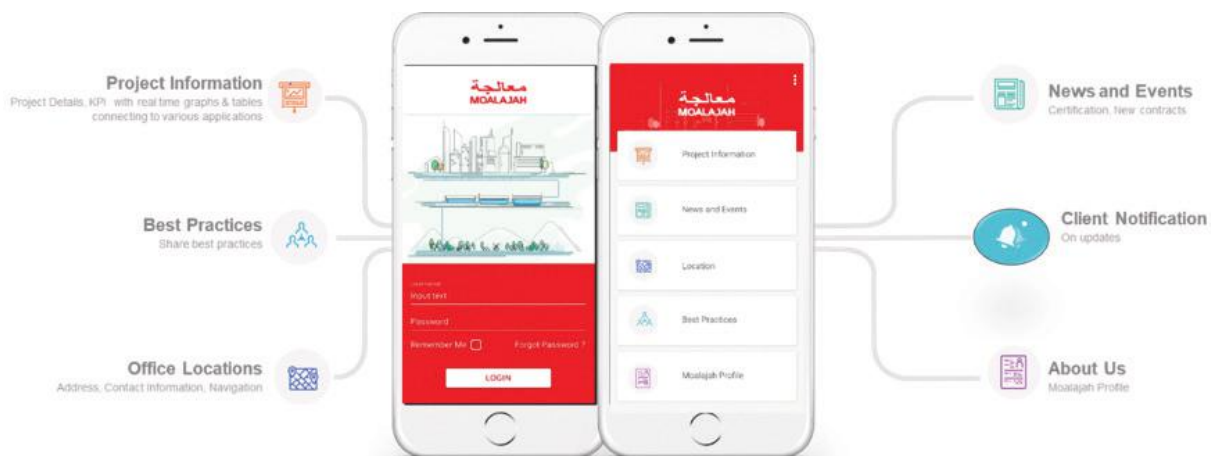 Project Information
Project Details, KPI with real time graphs & tables
connecting to various applications
Best Practices
Share best practices
Office Locations
Address, Contact Information, Navigation
معالجة
MOALAJAH
Username
Input text
Password
Remember Me
Forgot Password ?
LOGIN
معالجة
MOALAJAH
Project Information
News and Events
Location
Best Practices
Moalajah Profile
News and Events
Certification, New contracts
Client Notification
On updates
About Us
Moalajah Profile